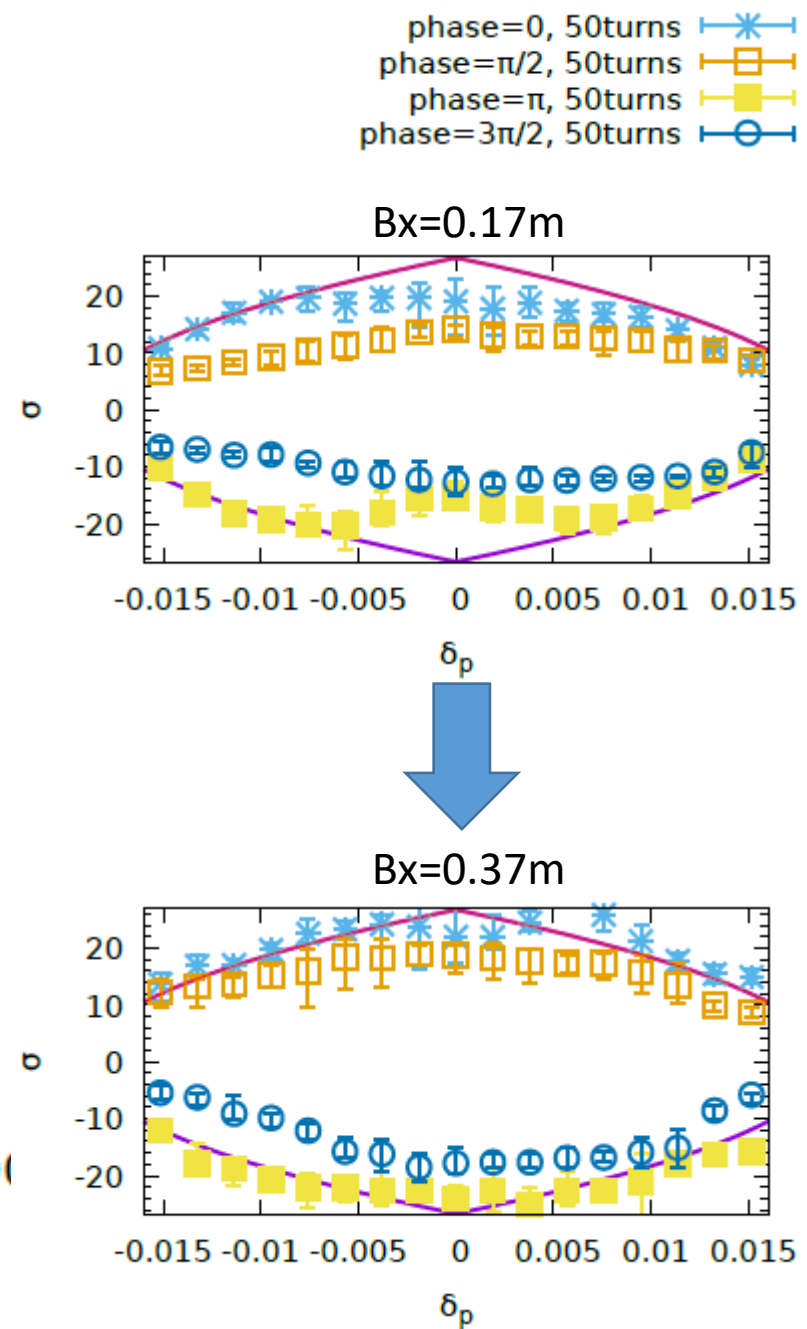 phase=0, 50turns
phase=π/2, 50turns
phase=π, 50turns
phase=3π/2, 50turns
Bx=0.17m
20
10
0
-10
-20
σ
-0.015 -0.01 -0.005 0 0.005 0.01 0.015
δp
Bx=0.37m
20
10
0
-10
-20
σ
-0.015 -0.01 -0.005 0 0.005 0.01 0.015
δp